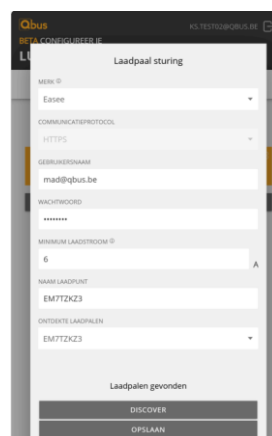 Qbus
KS.TEST02@QBUS.BE
BETA CONFIGUREER JE
LU
Laadpaal sturing
MERK
Easee
COMMUNICATIEPROTOCOL
HTTPS
GEBRUIKERSNAAM
mad@qbus.be
WACHTWOORD
••••••••
MINIMUM LAADSTROOM
6
A
NAAM LAADPUNT
EM7TZKZ3
ONTDEKTE LAADPALEN
EM7TZKZ3
Laadpalen gevonden
DISCOVER
OPSLAAN